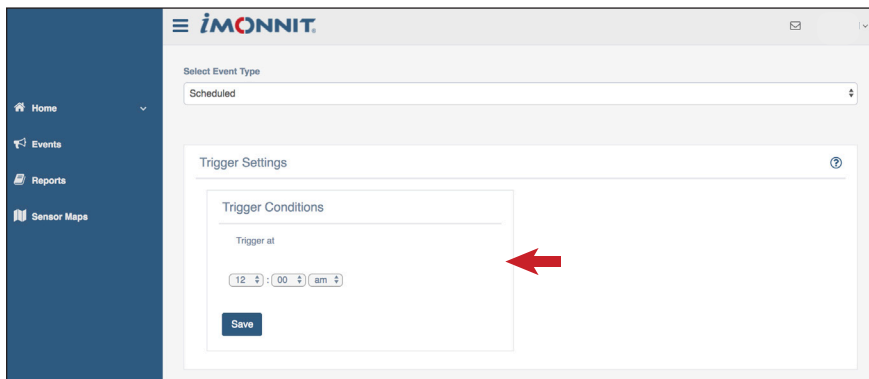 iMONNIT
Select Event Type
Scheduled
Home
Events
Reports
Sensor Maps
Trigger Settings
Trigger Conditions
Trigger at
12 : 00 am
Save